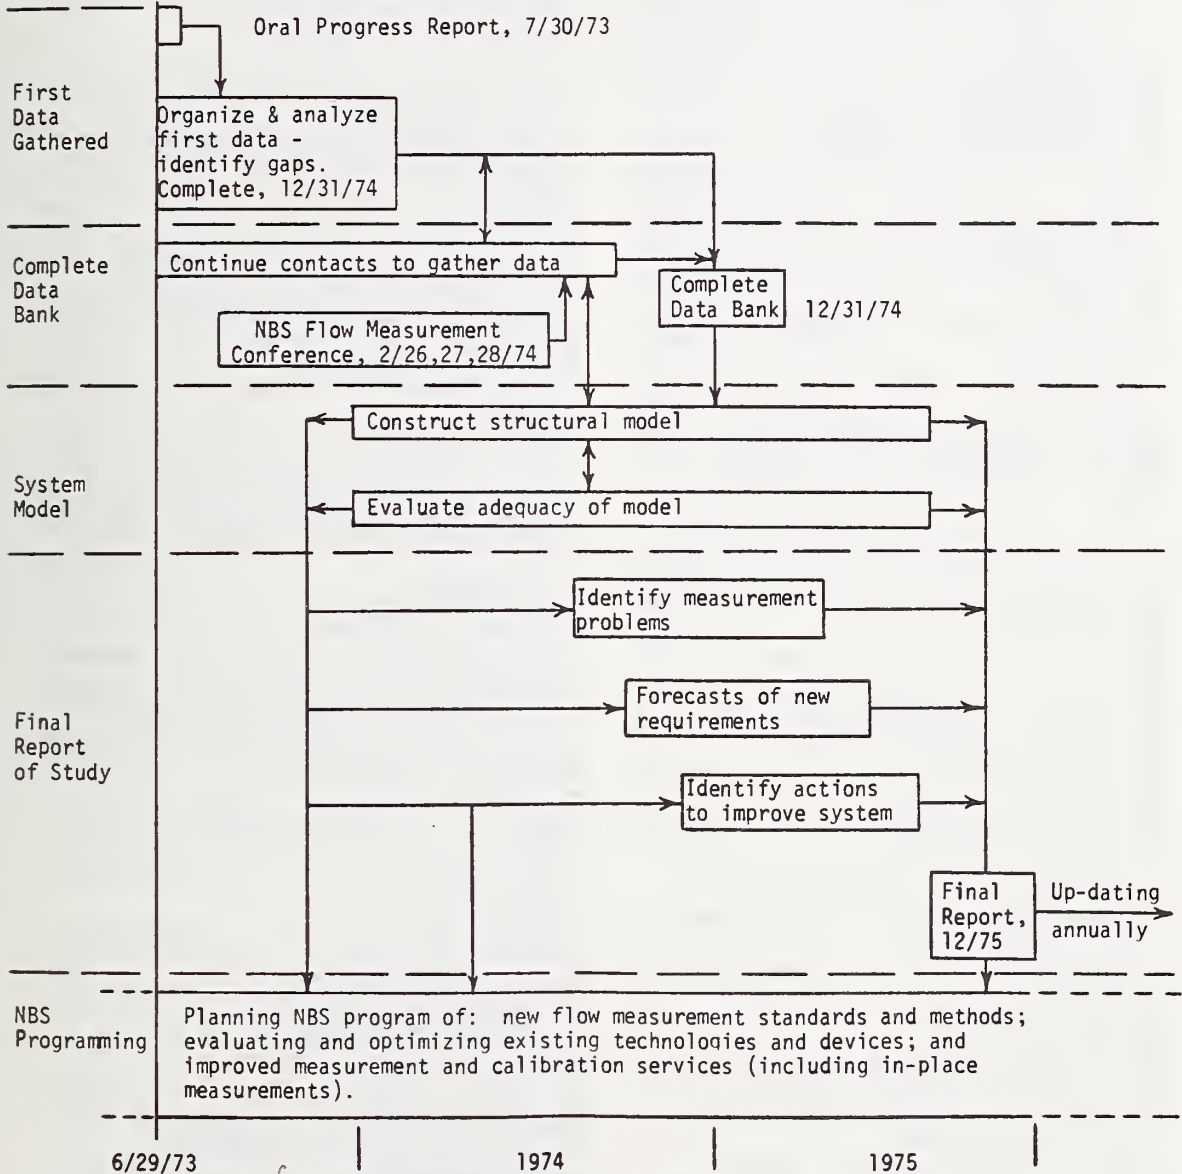 Oral Progress Report, 7/30/73
First
Data
Gathered
Organize & analyze
first data -
identify gaps.
Complete, 12/31/74
Complete
Data
Bank
Continue contacts to gather data
Complete
Data Bank
12/31/74
NBS Flow Measurement
Conference, 2/26,27,28/74
System
Model
Construct structural model
Evaluate adequacy of model
Final
Report
of Study
Identify measurement
problems
Forecasts of new
requirements
Identify actions
to improve system
Final
Report,
12/75
Up-dating
annually
NBS
Programming
Planning NBS program of: new flow measurement standards and methods;
evaluating and optimizing existing technologies and devices; and
improved measurement and calibration services (including in-place
measurements).
6/29/73
1974
1975